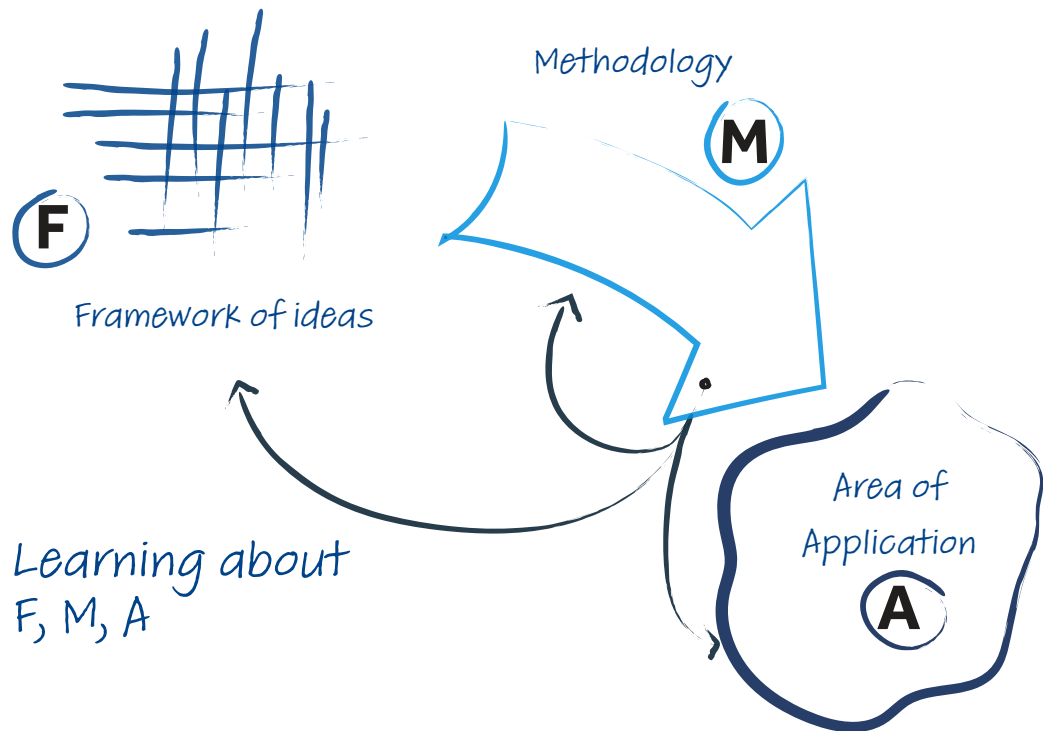 Methodology
M
F
Framework of ideas
Area of
Application
A
Learning about
F, M, A